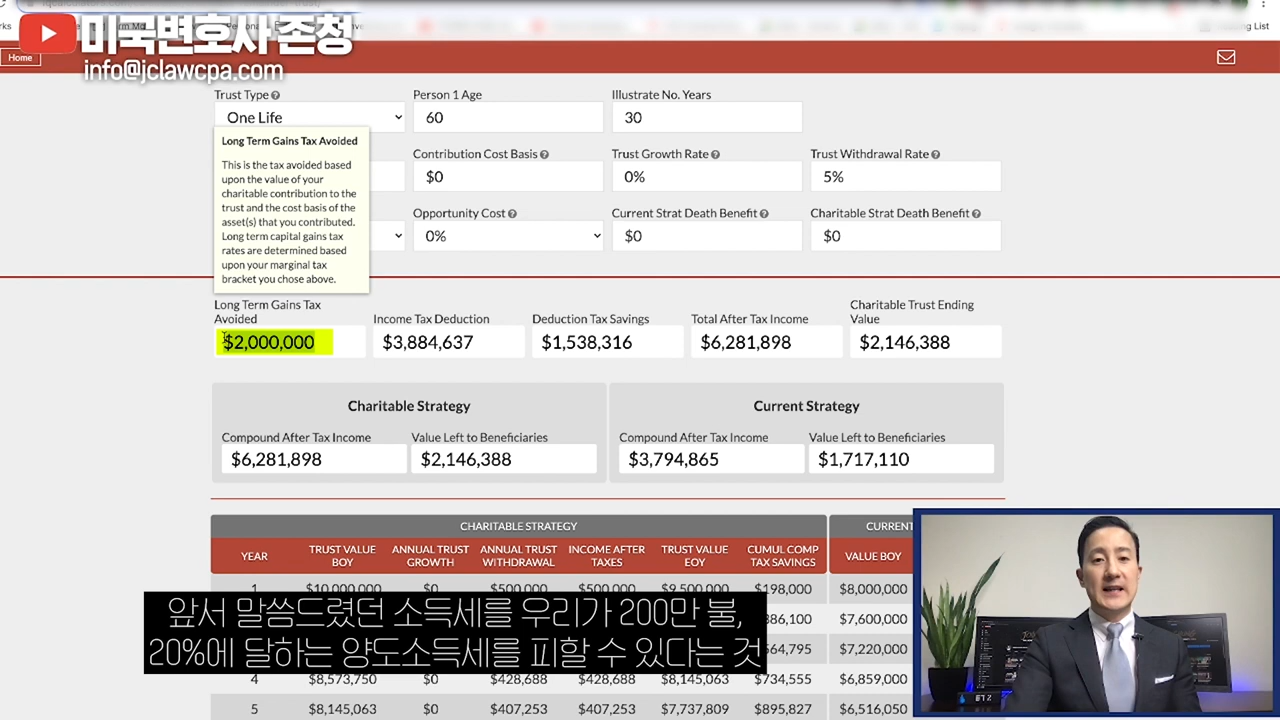 미국변호사 존청
info@jclawcpa.com
Home
Trust Type
Person 1 Age
Illustrate No. Years
One Life
60
30
Long Term Gains Tax Avoided
This is the tax avoided based
upon the value of your
charitable contribution to the
trust and the cost basis of the
asset(s) that you contributed.
Long term capital gains tax
rates are determined based
upon your marginal tax
bracket you chose above.
Contribution Cost Basis
Trust Growth Rate
Trust Withdrawal Rate
$0
0%
5%
Opportunity Cost
Current Strat Death Benefit
Charitable Strat Death Benefit
0%
$0
$0
Long Term Gains Tax
Avoided
Income Tax Deduction
Deduction Tax Savings
Total After Tax Income
Charitable Trust Ending
Value
$2,000,000
$3,884,637
$1,538,316
$6,281,898
$2,146,388
Charitable Strategy
Current Strategy
Compound After Tax Income
Value Left to Beneficiaries
Compound After Tax Income
Value Left to Beneficiaries
$6,281,898
$2,146,388
$3,794,865
$1,717,110
CHARITABLE STRATEGY
CURRENT
YEAR
TRUST VALUE
BOY
ANNUAL TRUST
GROWTH
ANNUAL TRUST
WITHDRAWAL
INCOME AFTER
TAXES
TRUST VALUE
EOY
CUMUL COMP
TAX SAVINGS
VALUE BOY
1 $10,000,000 $0 $500,000 $500,000 $9,500,000 $198,000 $8,000,000
$7,600,000
$7,220,000
앞서 말씀드렸던 소득세를 우리가 200만 불,
20%에 달하는 양도소득세를 피할 수 있다는 것
4 $8,573,750 $0 $428,688 $428,688 $8,145,063 $734,555 $6,859,000
5 $8,145,063 $0 $407,253 $407,253 $7,737,809 $895,827 $6,516,050